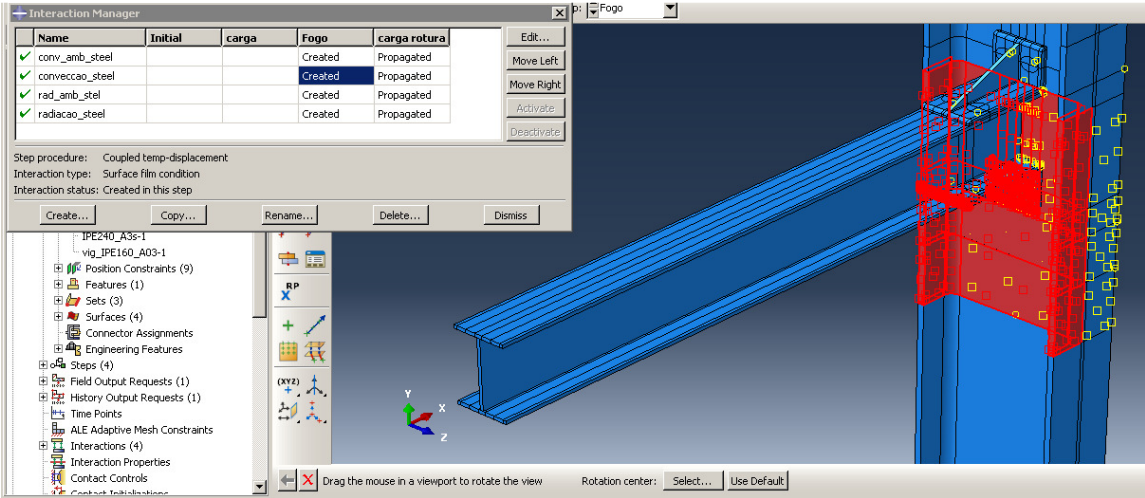 Interaction Manager
p: Fogo
Name Initial carga Fogo carga rotura
Edit...
conv_amb_steel Created Propagated
Move Left
conveccao_steel Created Propagated
Move Right
rad_amb_stel Created Propagated
Activate
radiacao_steel Created Propagated
Deactivate
Step procedure: Coupled temp-displacement
Interaction type: Surface film condition
Interaction status: Created in this step
Create... Copy... Rename... Delete... Dismiss
IPE240_A3s-1
vig_IPE160_A03-1
Position Constraints (9)
Features (1)
Sets (3)
Surfaces (4)
Connector Assignments
Engineering Features
Steps (4)
Field Output Requests (1)
History Output Requests (1)
Time Points
ALE Adaptive Mesh Constraints
Interactions (4)
Interaction Properties
Contact Controls
Contact Initializations
RP
(XYZ)
Y
X
Z
Drag the mouse in a viewport to rotate the view Rotation center: Select... Use Default